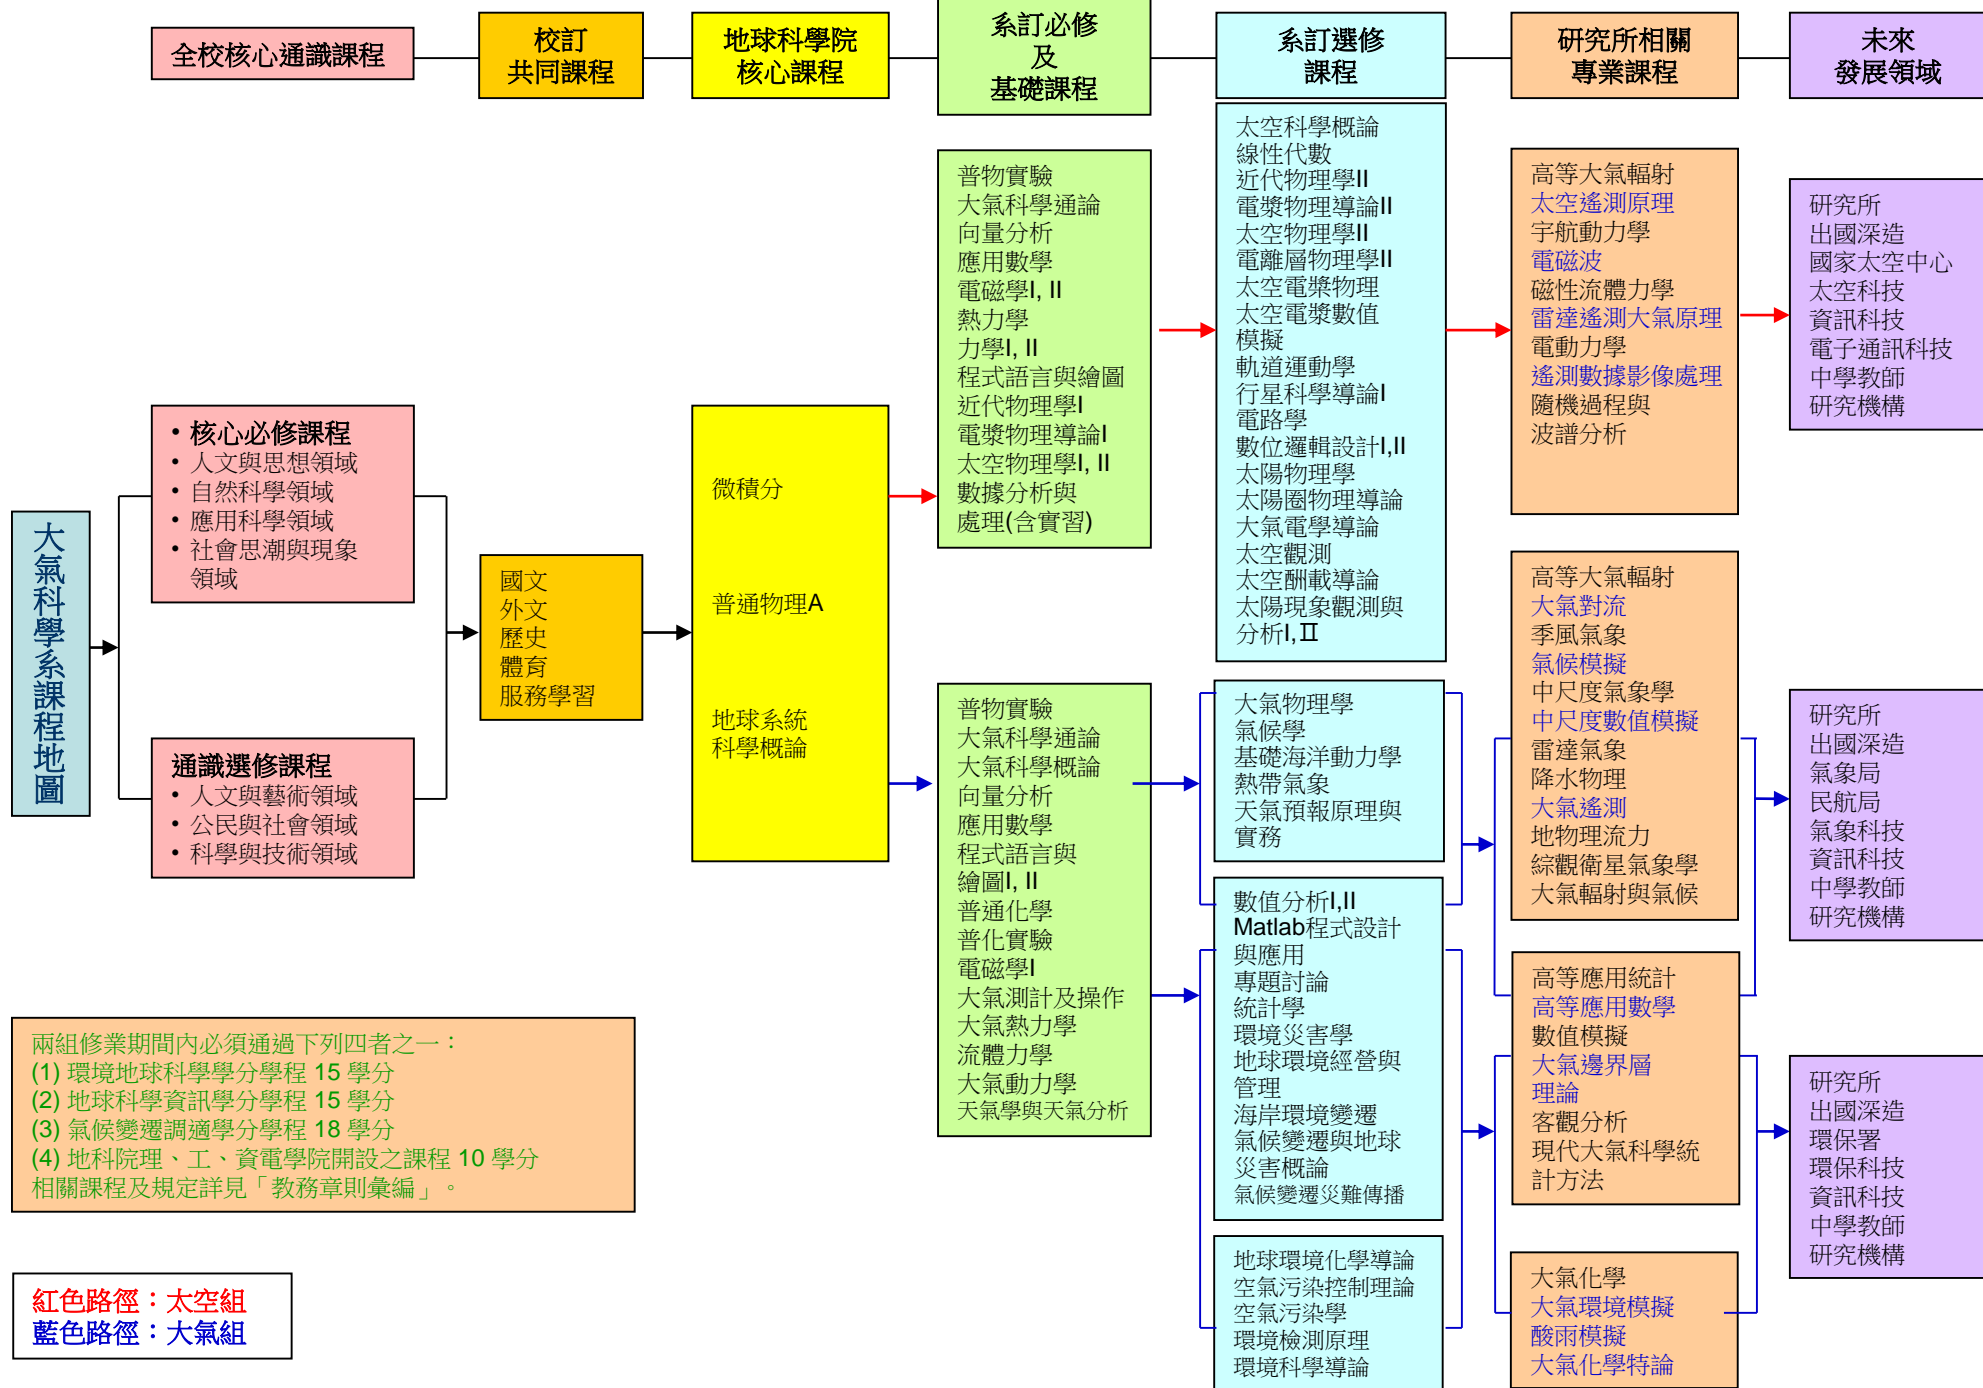 全校核心通識課程
校訂
共同課程
地球科學院
核心課程
系訂必修
及
基礎課程
系訂選修
課程
研究所相關
專業課程
未來
發展領域
大氣科學系課程地圖
• 核心必修課程
• 人文與思想領域
• 自然科學領域
• 應用科學領域
• 社會思潮與現象
領域
通識選修課程
• 人文與藝術領域
• 公民與社會領域
• 科學與技術領域
國文
外文
歷史
體育
服務學習
微積分
普通物理A
地球系統
科學概論
普物實驗
大氣科學通論
向量分析
應用數學
電磁學I, II
熱力學
力學I, II
程式語言與繪圖
近代物理學I
電漿物理導論I
太空物理學I, II
數據分析與
處理(含實習)
太空科學概論
線性代數
近代物理學II
電漿物理導論II
太空物理學II
電離層物理學II
太空電漿物理
太空電漿數值
模擬
軌道運動學
行星科學導論I
電路學
數位邏輯設計I,II
太陽物理學
太陽圈物理導論
大氣電學導論
太空觀測
太空酬載導論
太陽現象觀測與
分析I,Ⅱ
高等大氣輻射
太空遙測原理
宇航動力學
電磁波
磁性流體力學
雷達遙測大氣原理
電動力學
遙測數據影像處理
隨機過程與
波譜分析
研究所
出國深造
國家太空中心
太空科技
資訊科技
電子通訊科技
中學教師
研究機構
普物實驗
大氣科學通論
大氣科學概論
向量分析
應用數學
程式語言與
繪圖I, II
普通化學
普化實驗
電磁學I
大氣測計及操作
大氣熱力學
流體力學
大氣動力學
天氣學與天氣分析
大氣物理學
氣候學
基礎海洋動力學
熱帶氣象
天氣預報原理與
實務
數值分析I,II
Matlab程式設計
與應用
專題討論
統計學
環境災害學
地球環境經營與
管理
海岸環境變遷
氣候變遷與地球
災害概論
氣候變遷災難傳播
地球環境化學導論
空氣污染控制理論
空氣污染學
環境檢測原理
環境科學導論
高等大氣輻射
大氣對流
季風氣象
氣候模擬
中尺度氣象學
中尺度數值模擬
雷達氣象
降水物理
大氣遙測
地物理流力
綜觀衛星氣象學
大氣輻射與氣候
高等應用統計
高等應用數學
數值模擬
大氣邊界層
理論
客觀分析
現代大氣科學統
計方法
大氣化學
大氣環境模擬
酸雨模擬
大氣化學特論
研究所
出國深造
氣象局
民航局
氣象科技
資訊科技
中學教師
研究機構
研究所
出國深造
環保署
環保科技
資訊科技
中學教師
研究機構
兩組修業期間內必須通過下列四者之一：
(1) 環境地球科學學分學程 15 學分
(2) 地球科學資訊學分學程 15 學分
(3) 氣候變遷調適學分學程 18 學分
(4) 地科院理、工、資電學院開設之課程 10 學分
相關課程及規定詳見「教務章則彙編」。
紅色路徑：太空組
藍色路徑：大氣組